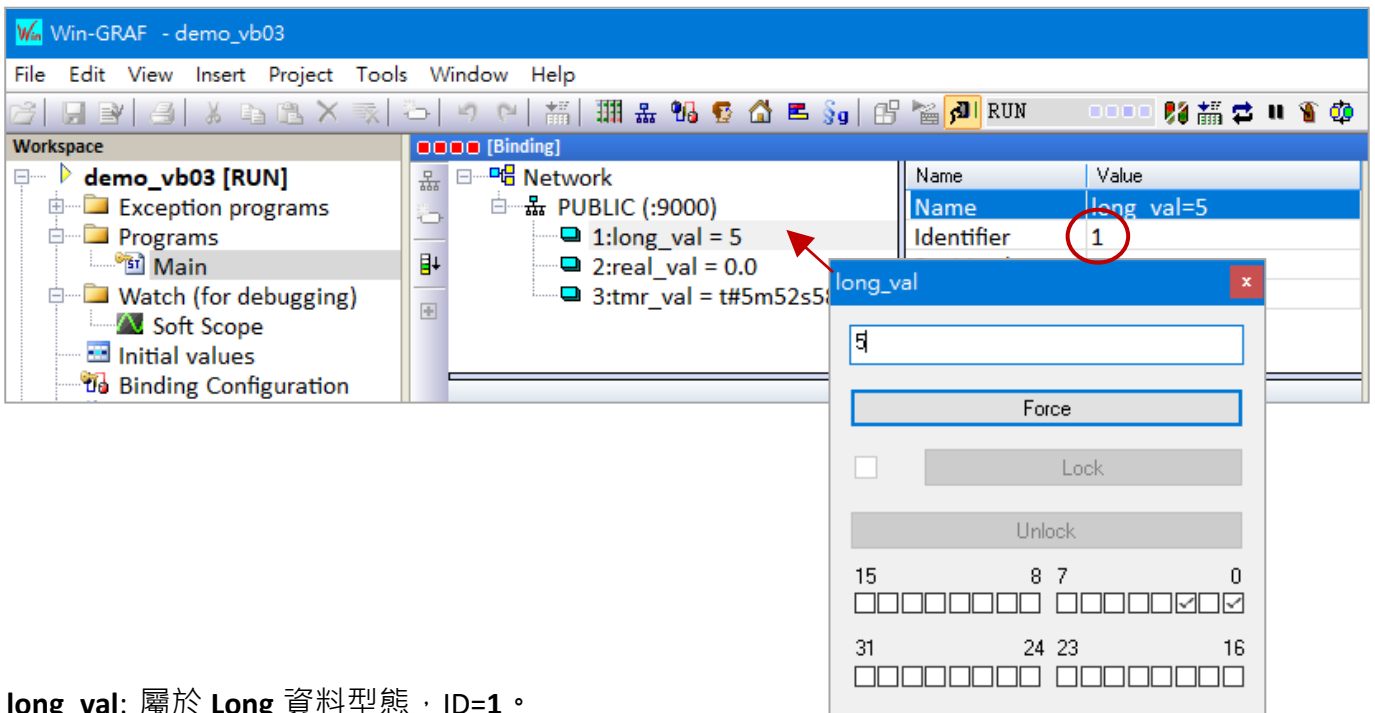 Win-GRAF - demo_vb03
File Edit View Insert Project Tools Window Help
RUN
Workspace
demo_vb03 [RUN]
Exception programs
Programs
Main
Watch (for debugging)
Soft Scope
Initial values
Binding Configuration
[Binding]
Network
PUBLIC (:9000)
1:long_val = 5
2:real_val = 0.0
3:tmr_val = t#5m52s58
Name Value
Name long_val=5
Identifier 1
long_val x
5
Force
Lock
Unlock
15 8 7 0
31 24 23 16
long_val: 屬於 Long 資料型態，ID=1。